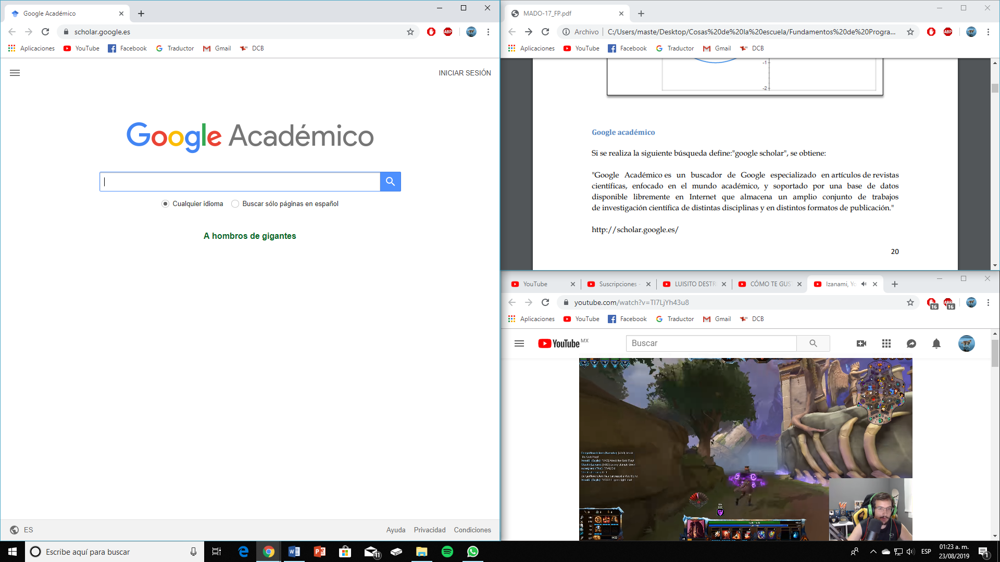 Google Académico
scholar.google.es
Aplicaciones YouTube Facebook Traductor Gmail DCB
INICIAR SESIÓN
Google Académico
Cualquier idioma Buscar sólo páginas en español
A hombros de gigantes
ES Ayuda Privacidad Condiciones
MADO-17_FP.pdf
Archivo C:/Users/maste/Desktop/Cosas%20de%20la%20escuela/Fundamentos%20de%20Progra...
Aplicaciones YouTube Facebook Traductor Gmail DCB
-1
-2
Google académico
Si se realiza la siguiente búsqueda define:"google scholar", se obtiene:
"Google Académico es un buscador de Google especializado en artículos de revistas
científicas, enfocado en el mundo académico, y soportado por una base de datos
disponible libremente en Internet que almacena un amplio conjunto de trabajos
de investigación científica de distintas disciplinas y en distintos formatos de publicación."
http://scholar.google.es/
20
YouTube Suscripciones - LUISITO DESTR CÓMO TE GUS Izanami, Yo
youtube.com/watch?v=TI7LjYh43u8
ABP 16 16
Aplicaciones YouTube Facebook Traductor Gmail DCB
YouTube MX Buscar
Escribe aquí para buscar
11
ESP
01:23 a. m.
23/08/2019
1